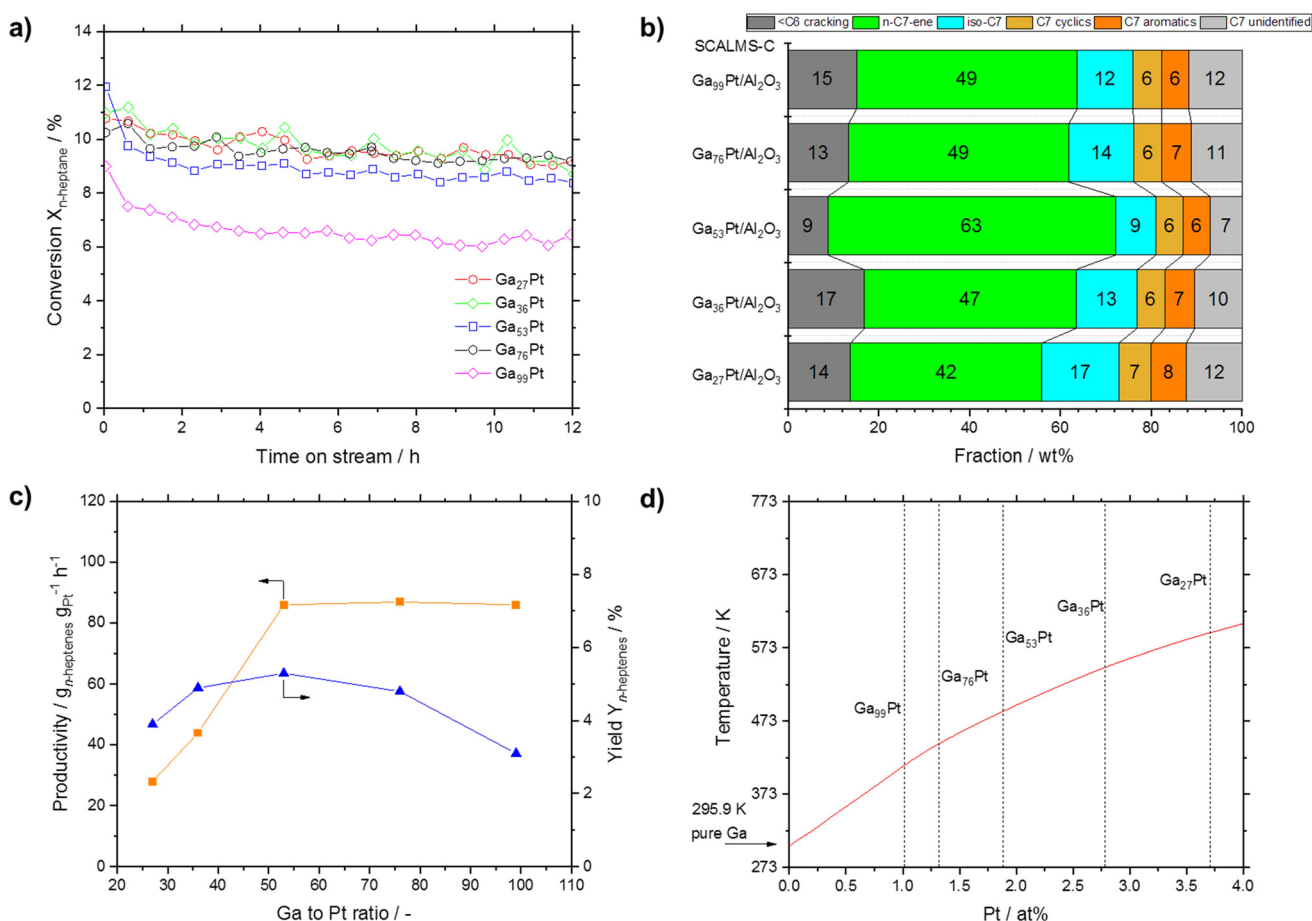 a)
Conversion X n-heptane / %
14
12
10
8
6
4
2
0
0 2 4 6 8 10 12
Time on stream / h
Ga27Pt
Ga36Pt
Ga53Pt
Ga76Pt
Ga99Pt
b)
<C6 cracking n-C7-ene iso-C7 C7 cyclics C7 aromatics C7 unidentified
SCALMS-C
Ga99Pt/Al2O3 15 49 12 6 6 12
Ga76Pt/Al2O3 13 49 14 6 7 11
Ga53Pt/Al2O3 9 63 9 6 6 7
Ga36Pt/Al2O3 17 47 13 6 7 10
Ga27Pt/Al2O3 14 42 17 7 8 12
0 20 40 60 80 100
Fraction / wt%
c)
Productivity / g n-heptenes gPt-1 h-1
120
100
80
60
40
20
0
20 30 40 50 60 70 80 90 100 110
Ga to Pt ratio / -
10
8
6
4
2
0
Yield Y n-heptenes / %
d)
Temperature / K
773
673
573
473
373
273
Ga27Pt
Ga36Pt
Ga53Pt
Ga76Pt
Ga99Pt
295.9 K
pure Ga
0.0 0.5 1.0 1.5 2.0 2.5 3.0 3.5 4.0
Pt / at%